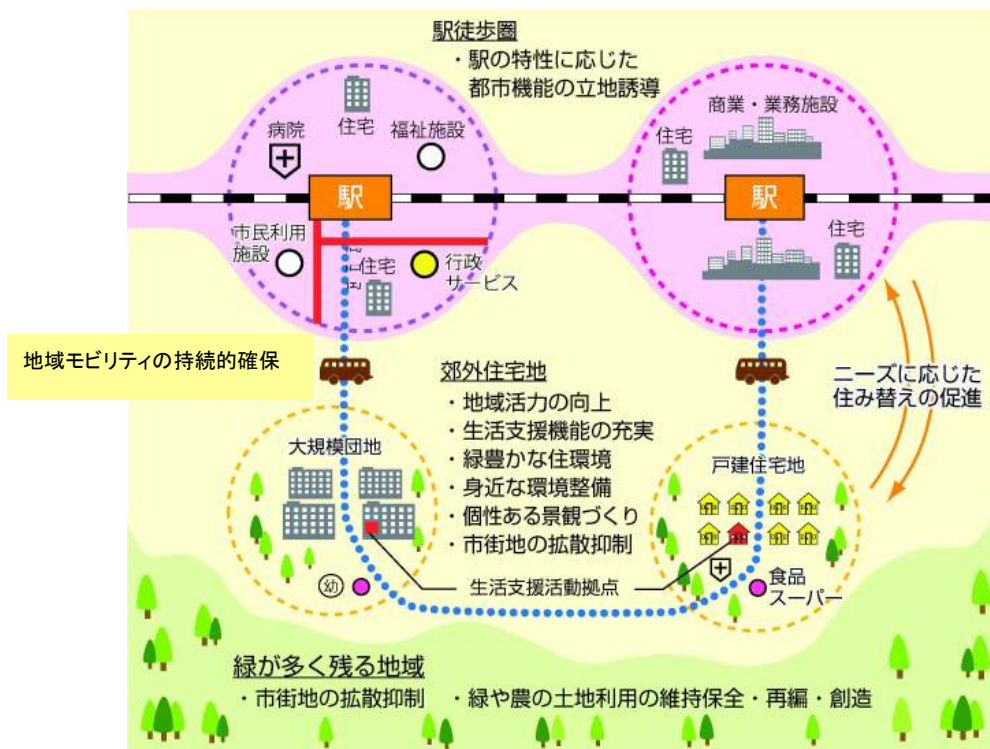 駅徒歩圏
・駅の特性に応じた
都市機能の立地誘導
病院
住宅
福祉施設
駅
市民利用
施設
住宅
行政
サービス
商業・業務施設
住宅
駅
住宅
地域モビリティの持続的確保
郊外住宅地
・地域活力の向上
・生活支援機能の充実
・緑豊かな住環境
・身近な環境整備
・個性ある景観づくり
・市街地の拡散抑制
ニーズに応じた
住み替えの促進
大規模団地
戸建住宅地
幼
生活支援活動拠点
食品
スーパー
緑が多く残る地域
・市街地の拡散抑制 ・緑や農の土地利用の維持保全・再編・創造